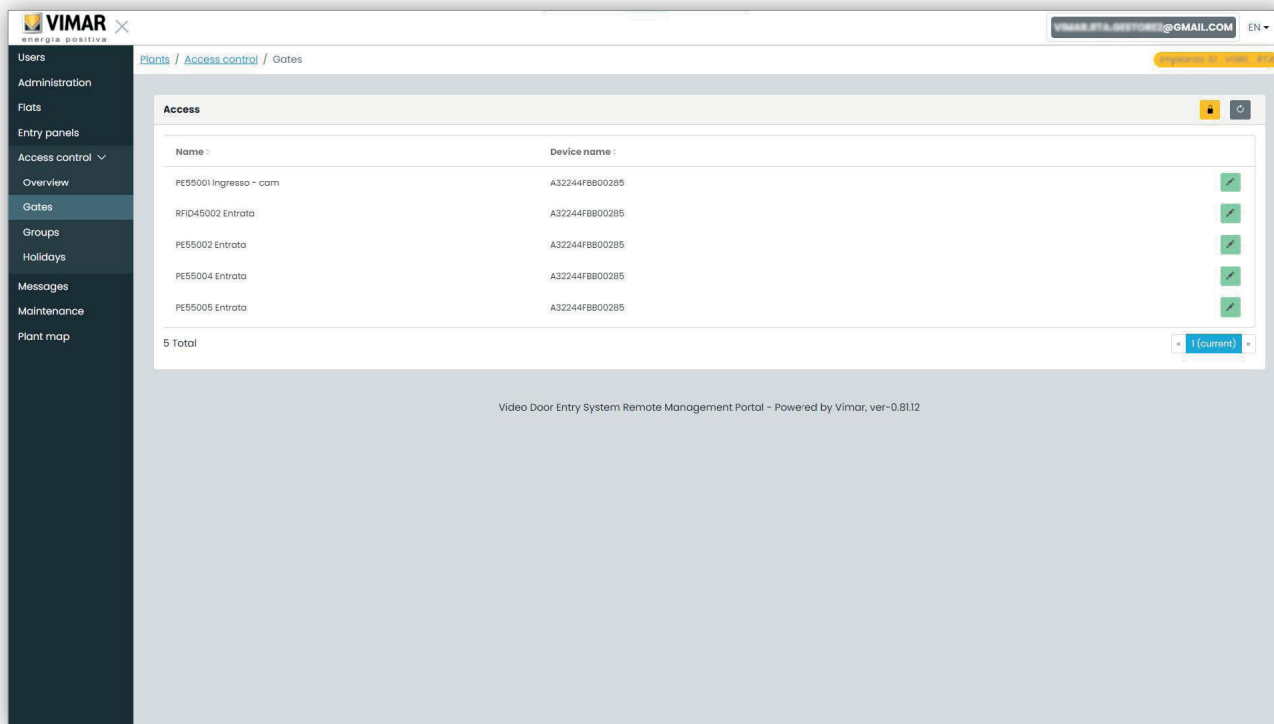 VIMAR
energia positiva
@GMAIL.COM EN
Users
Administration
Flats
Entry panels
Access control
Overview
Gates
Groups
Holidays
Messages
Maintenance
Plant map
Plants / Access control / Gates
Access
Name Device name
PE55001 ingresso - cam A32244FBB00285
RFID45002 Entrata A32244FBB00285
PE55002 Entrata A32244FBB00285
PE55004 Entrata A32244FBB00285
PE55005 Entrata A32244FBB00285
5 Total « 1 (current) »
Video Door Entry System Remote Management Portal - Powered by Vimar, ver-0.81.12